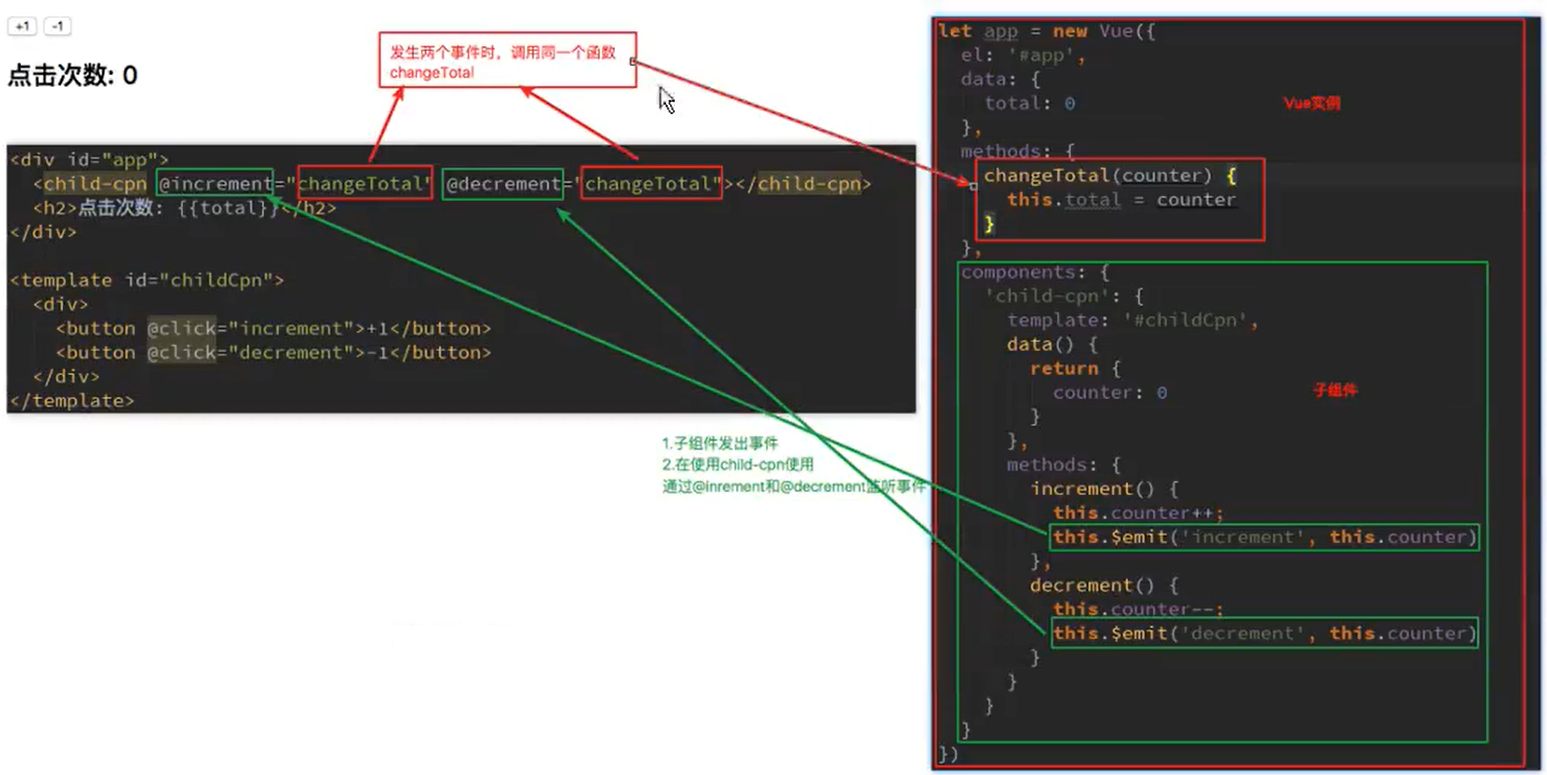 +1 -1
点击次数: 0
发生两个事件时，调用同一个函数
changeTotal
<div id="app">
<child-cpn @increment="changeTotal" @decrement="changeTotal"></child-cpn>
<h2>点击次数: {{total}}</h2>
</div>
<template id="childCpn">
<div>
<button @click="increment">+1</button>
<button @click="decrement">-1</button>
</div>
</template>
1.子组件发出事件
2.在使用child-cpn使用
通过@inrement和@decrement监听事件
let app = new Vue({
el: '#app',
data: {
total: 0
},
Vue实例
methods: {
changeTotal(counter) {
this.total = counter
}
},
components: {
'child-cpn': {
template: '#childCpn',
data() {
return {
counter: 0
}
},
子组件
methods: {
increment() {
this.counter++;
this.$emit('increment', this.counter)
},
decrement() {
this.counter--;
this.$emit('decrement', this.counter)
}
}
}
}
})